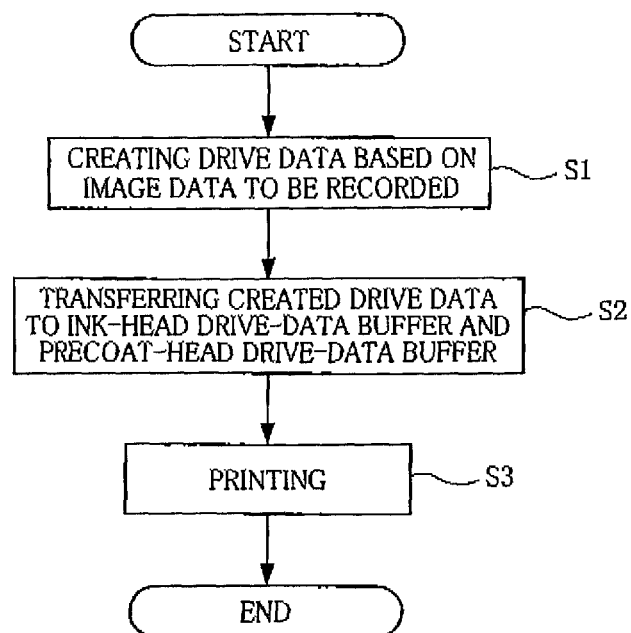 START
CREATING DRIVE DATA BASED ON
IMAGE DATA TO BE RECORDED
S1
TRANSFERRING CREATED DRIVE DATA
TO INK-HEAD DRIVE-DATA BUFFER AND
PRECOAT-HEAD DRIVE-DATA BUFFER
S2
PRINTING
S3
END